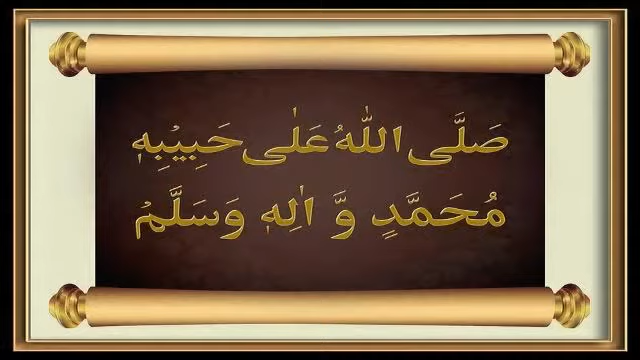 صَلَّى اللّٰهُ عَلٰى حَبِيْبِهٖ
مُحَمَّدٍ وَّ اٰلِهٖ وَسَلَّمْ